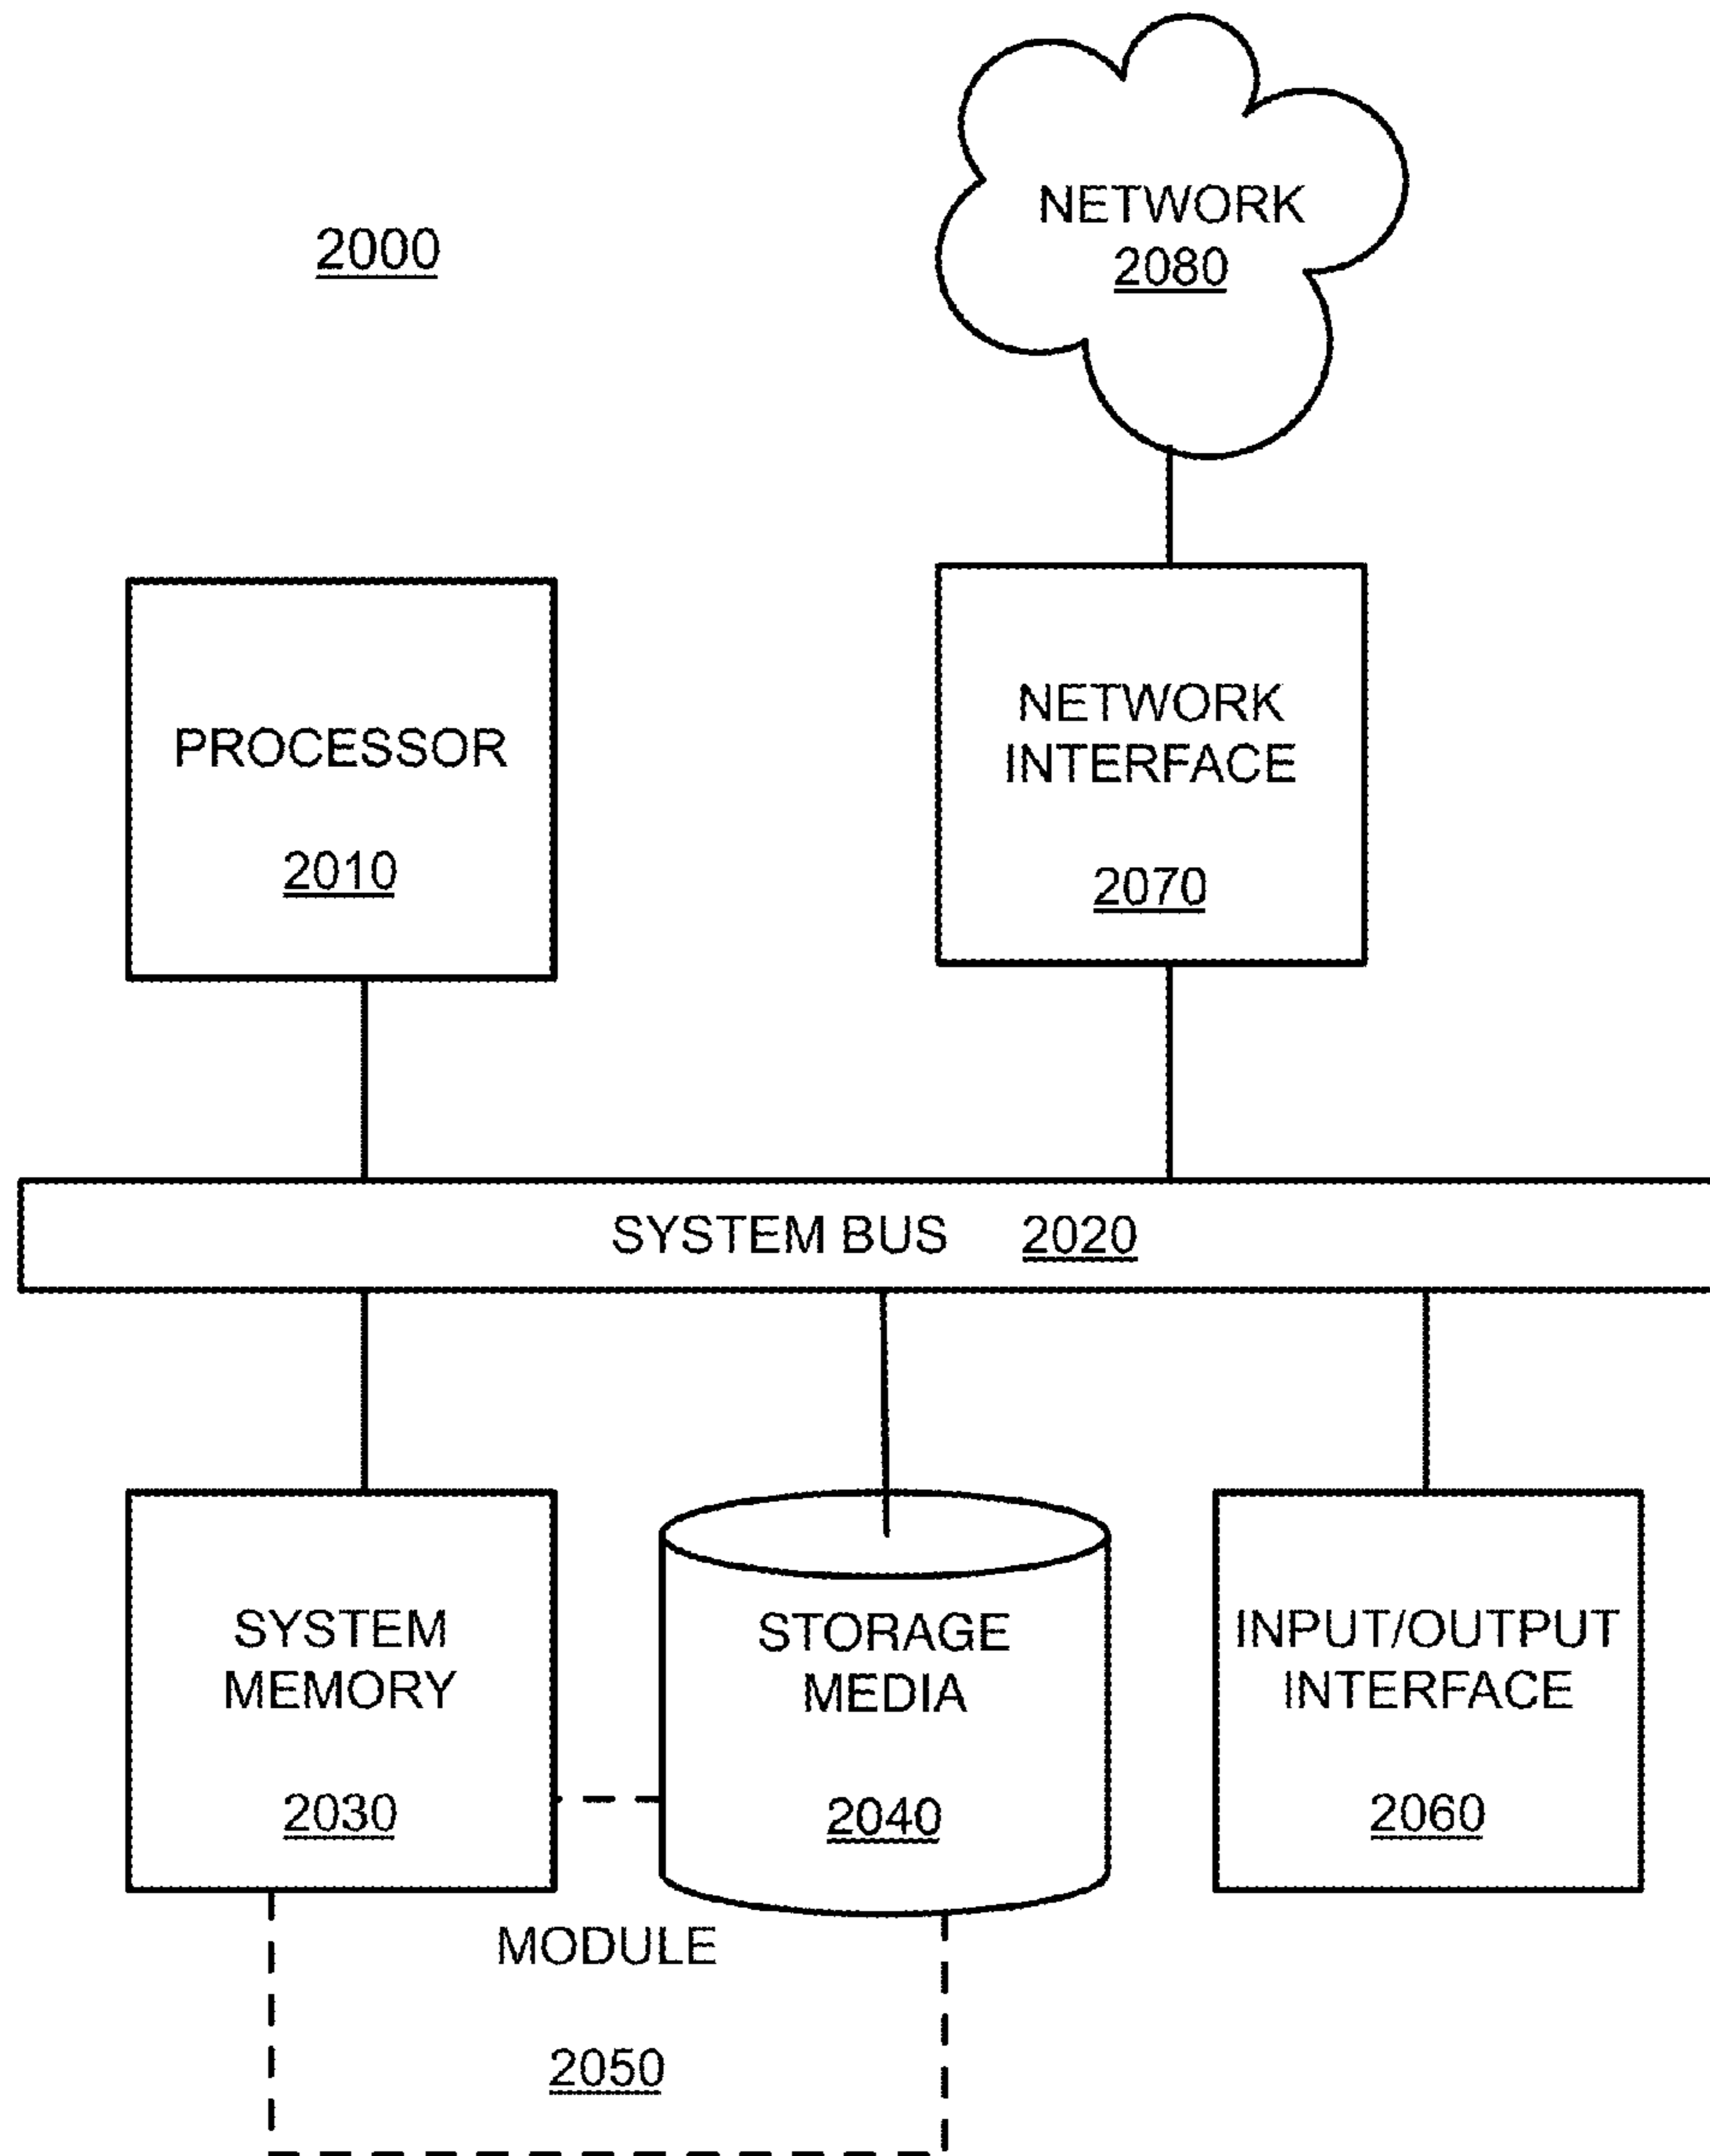 NETWORK
2080
2000
PROCESSOR
2010
NETWORK
INTERFACE
2070
SYSTEM BUS 2020
SYSTEM
MEMORY
2030
STORAGE
MEDIA
2040
INPUT/OUTPUT
INTERFACE
2060
MODULE
2050